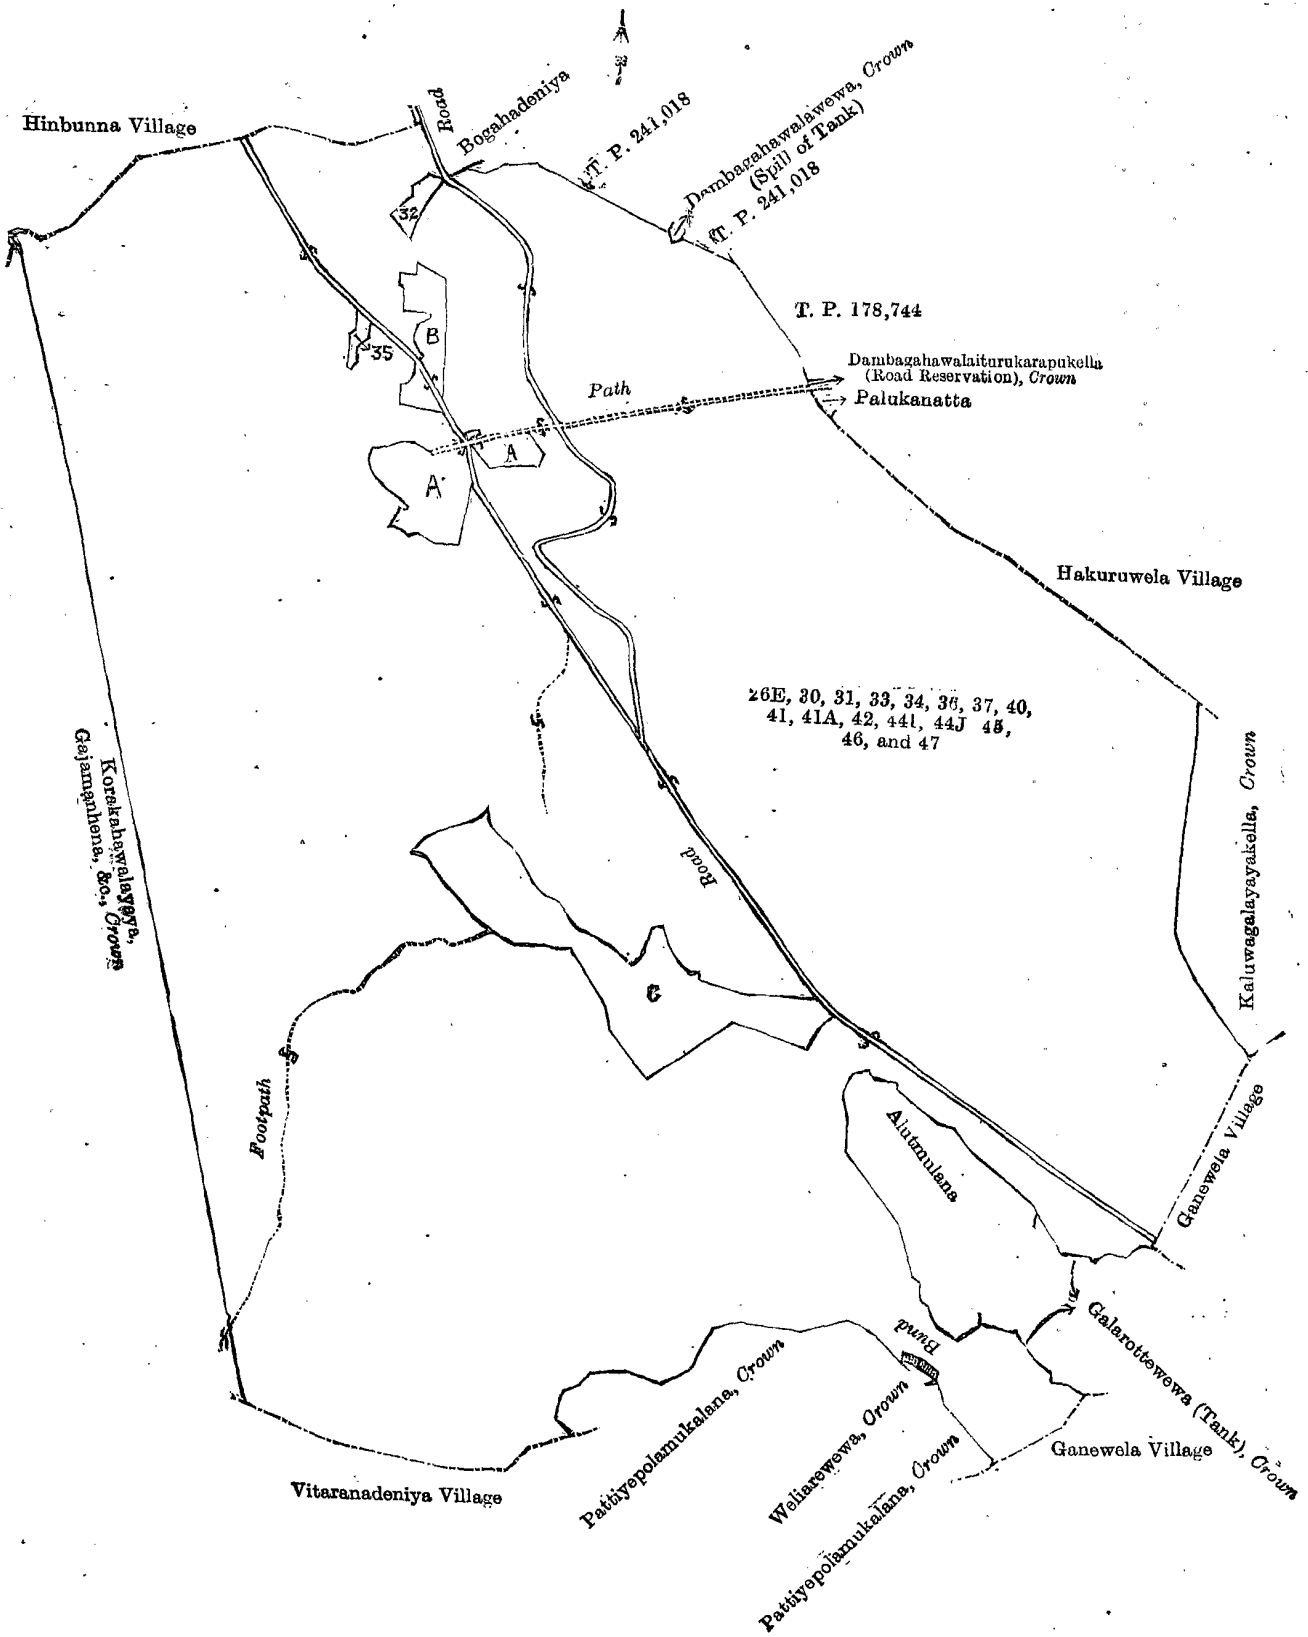 Hinbunna Village
Road
Bogahadeniya
T. P. 241,018
Dambagahawalawewa, Crown
(Spill of Tank)
T. P. 241,018
32
T. P. 178,744
B
35
Dambagahawalaiturukarapukella
(Road Reservation), Crown
Path
Palukanatta
A
A
Hakuruwela Village
26E, 30, 31, 33, 34, 36, 37, 40,
41, 41A, 42, 44I, 44J 45,
46, and 47
Korakahawalayaya,
Gajamanhena, &c., Crown
Kaluwagalayayakella, Crown
Road
C
Footpath
Alutmulana
Ganewela Village
Bund
Galarottewewa (Tank), Crown
Pattiyepolamukalana, Crown
Weliarewewa, Crown
Pattiyepolamukalana, Crown
Ganewela Village
Vitaranadeniya Village